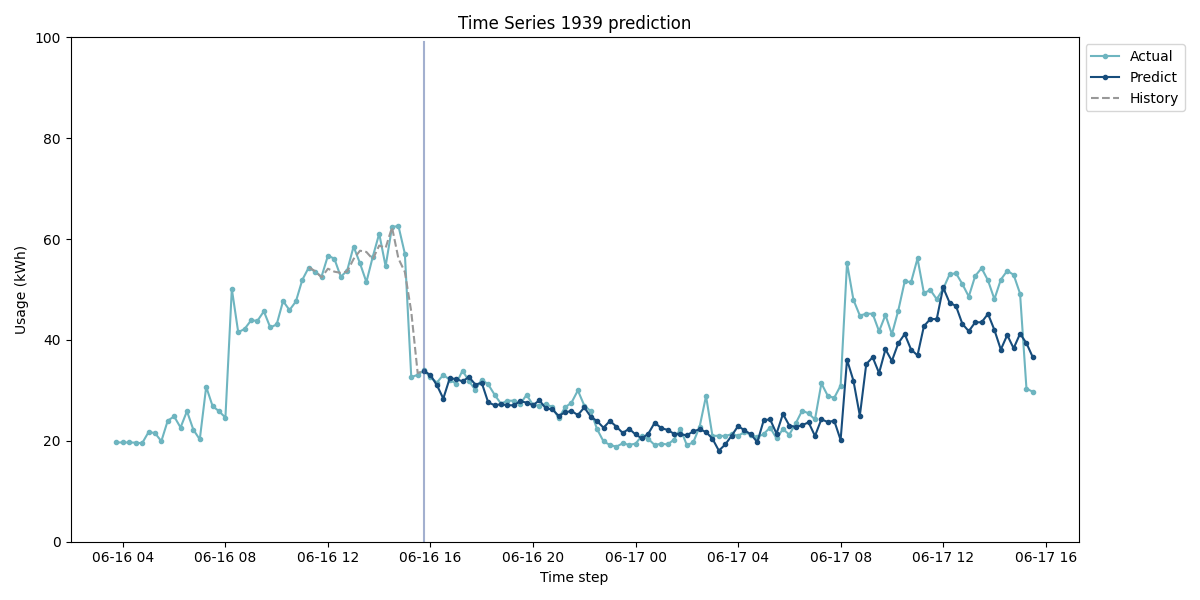 Time Series 1939 prediction
100
80
60
40
20
0
Usage (kWh)
06-16 04
06-16 08
06-16 12
06-16 16
06-16 20
06-17 00
06-17 04
06-17 08
06-17 12
06-17 16
Time step
Actual
Predict
History